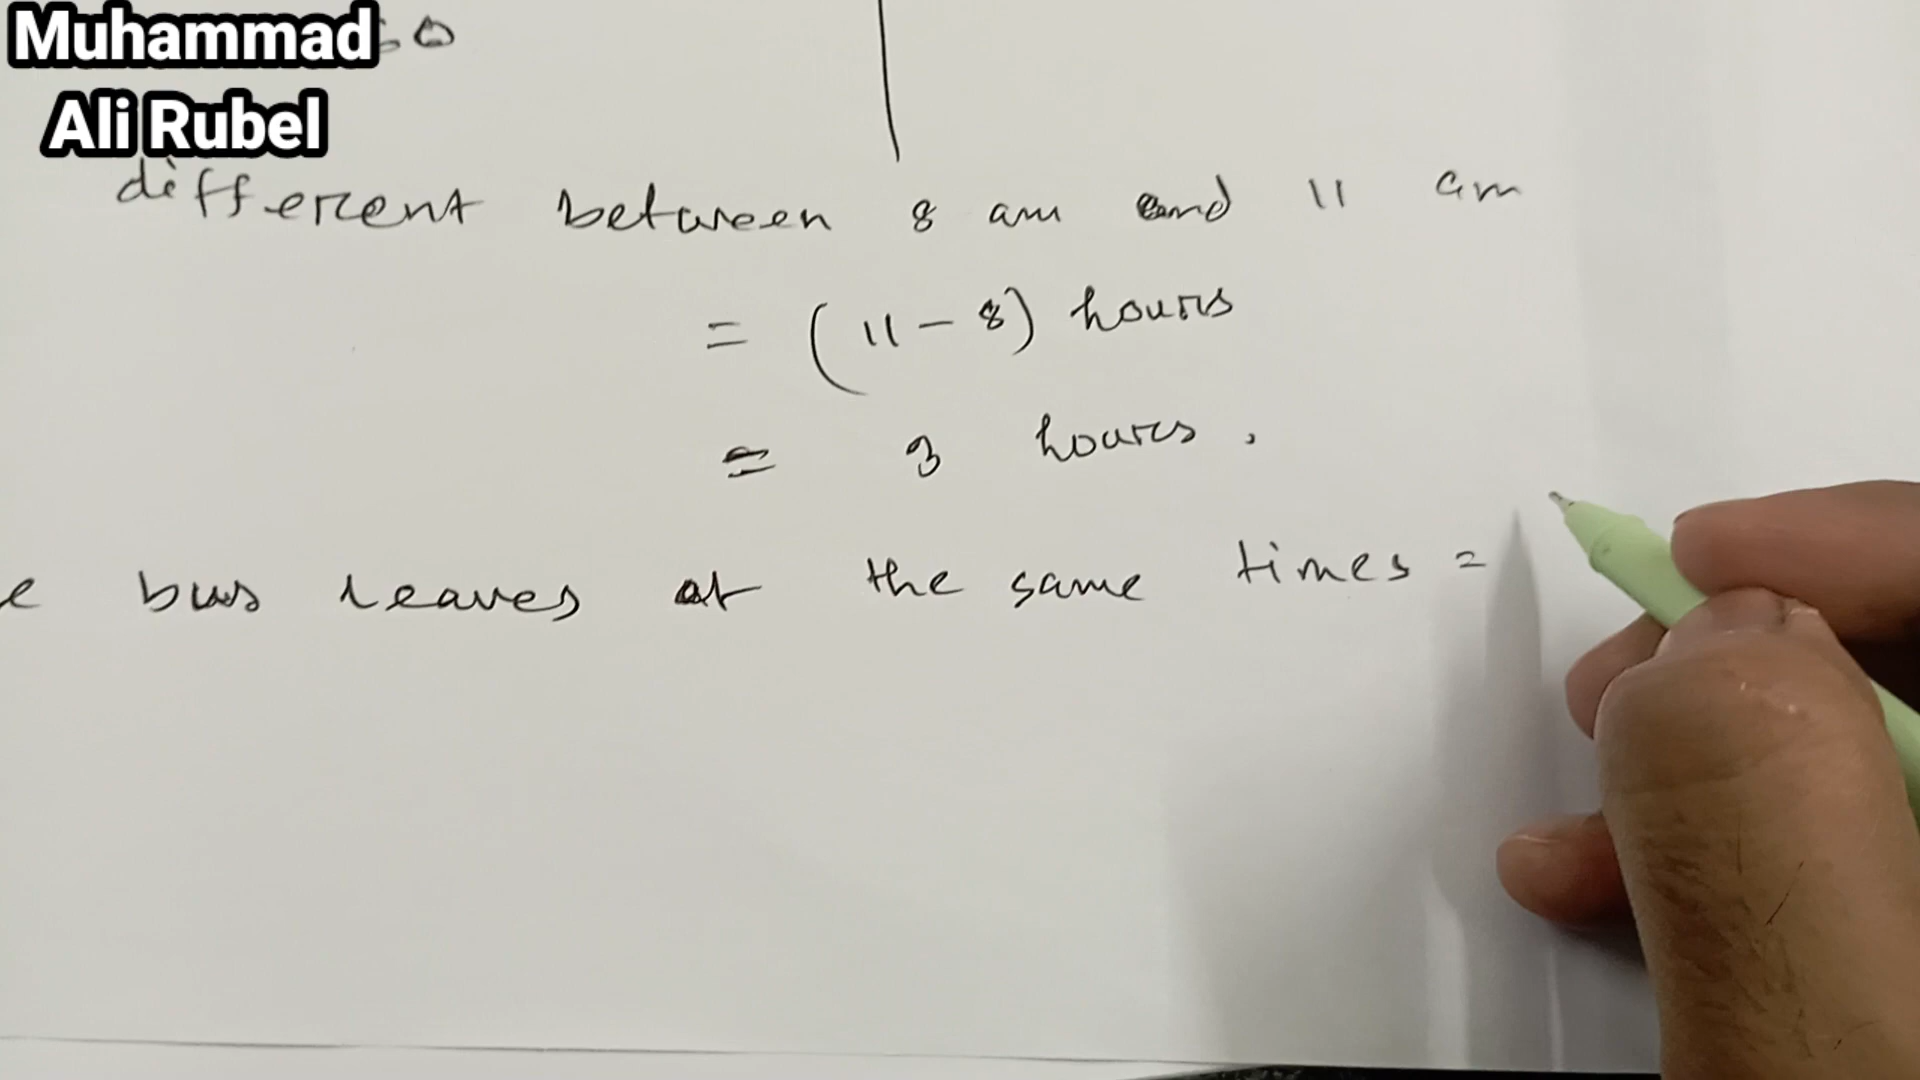 Muhammad
Ali Rubel
different between 8 am and 11 am
= (11 - 8) hours
= 3 hours.
e bus leaves at the same times =